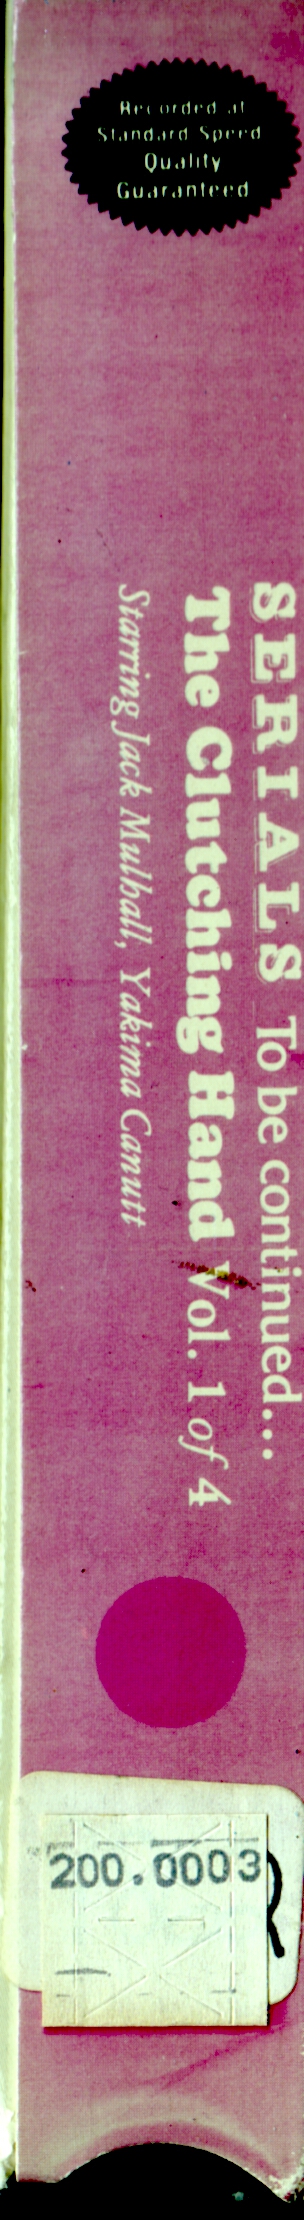 Recorded at
Standard Speed
Quality
Guaranteed
SERIALS To be continued...
The Clutching Hand Vol. 1 of 4
Starring Jack Mulhall, Yakima Canutt
200.0003